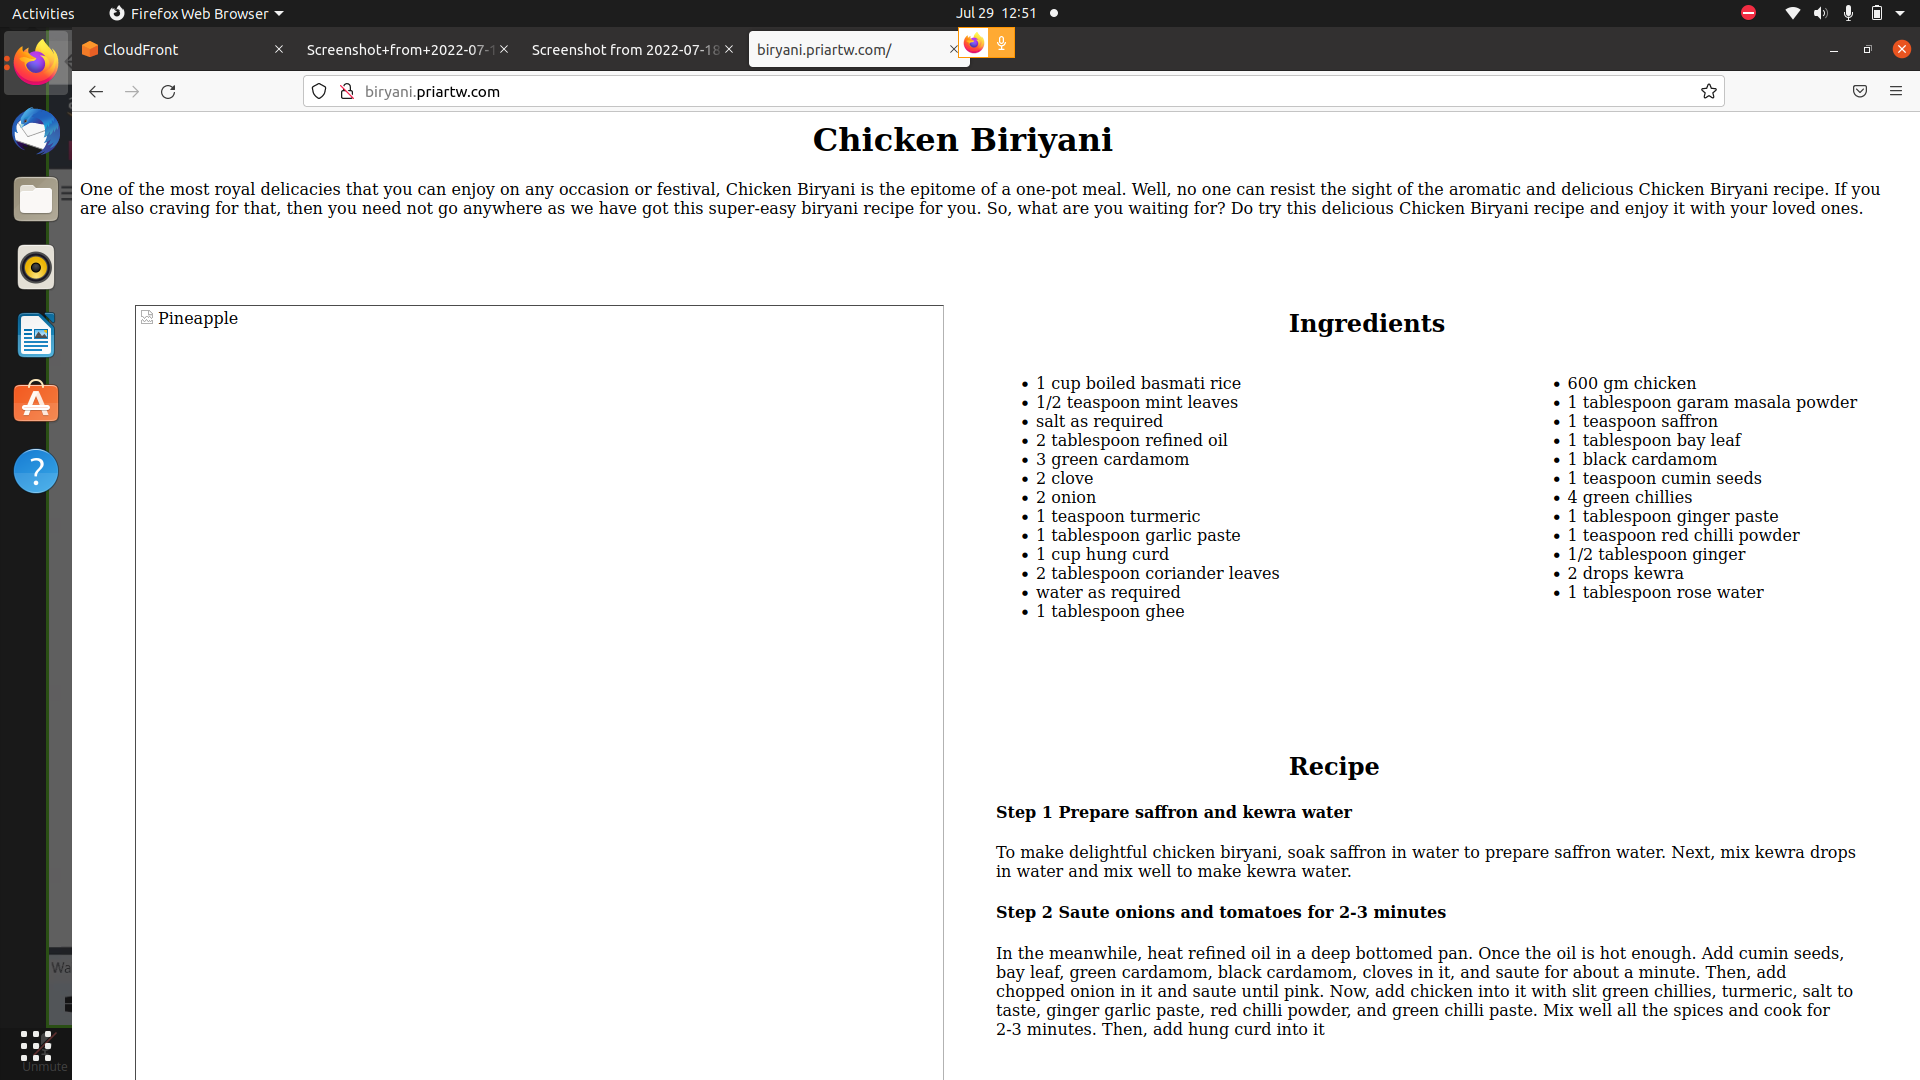 Activities
Firefox Web Browser
Jul 29 12:51
CloudFront
Screenshot+from+2022-07-1
Screenshot from 2022-07-18
biryani.priartw.com/
biryani.priartw.com
Chicken Biriyani
One of the most royal delicacies that you can enjoy on any occasion or festival, Chicken Biryani is the epitome of a one-pot meal. Well, no one can resist the sight of the aromatic and delicious Chicken Biryani recipe. If you
are also craving for that, then you need not go anywhere as we have got this super-easy biryani recipe for you. So, what are you waiting for? Do try this delicious Chicken Biryani recipe and enjoy it with your loved ones.
Pineapple
Ingredients
• 1 cup boiled basmati rice
• 1/2 teaspoon mint leaves
• salt as required
• 2 tablespoon refined oil
• 3 green cardamom
• 2 clove
• 2 onion
• 1 teaspoon turmeric
• 1 tablespoon garlic paste
• 1 cup hung curd
• 2 tablespoon coriander leaves
• water as required
• 1 tablespoon ghee
• 600 gm chicken
• 1 tablespoon garam masala powder
• 1 teaspoon saffron
• 1 tablespoon bay leaf
• 1 black cardamom
• 1 teaspoon cumin seeds
• 4 green chillies
• 1 tablespoon ginger paste
• 1 teaspoon red chilli powder
• 1/2 tablespoon ginger
• 2 drops kewra
• 1 tablespoon rose water
Recipe
Step 1 Prepare saffron and kewra water
To make delightful chicken biryani, soak saffron in water to prepare saffron water. Next, mix kewra drops
in water and mix well to make kewra water.
Step 2 Saute onions and tomatoes for 2-3 minutes
In the meanwhile, heat refined oil in a deep bottomed pan. Once the oil is hot enough. Add cumin seeds,
bay leaf, green cardamom, black cardamom, cloves in it, and saute for about a minute. Then, add
chopped onion in it and saute until pink. Now, add chicken into it with slit green chillies, turmeric, salt to
taste, ginger garlic paste, red chilli powder, and green chilli paste. Mix well all the spices and cook for
2-3 minutes. Then, add hung curd into it
Wa
Unmute